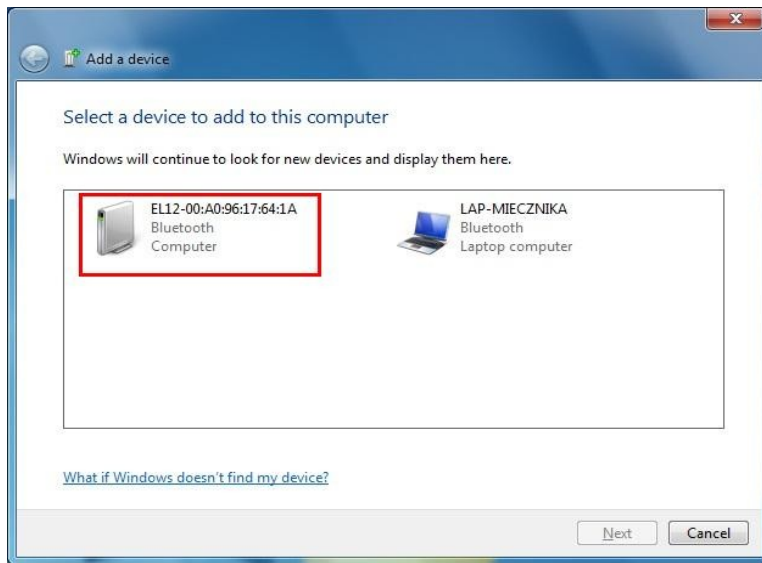 Add a device
Select a device to add to this computer
Windows will continue to look for new devices and display them here.
EL12-00:A0:96:17:64:1A
Bluetooth
Computer
LAP-MIECZNIKA
Bluetooth
Laptop computer
What if Windows doesn't find my device?
Next
Cancel